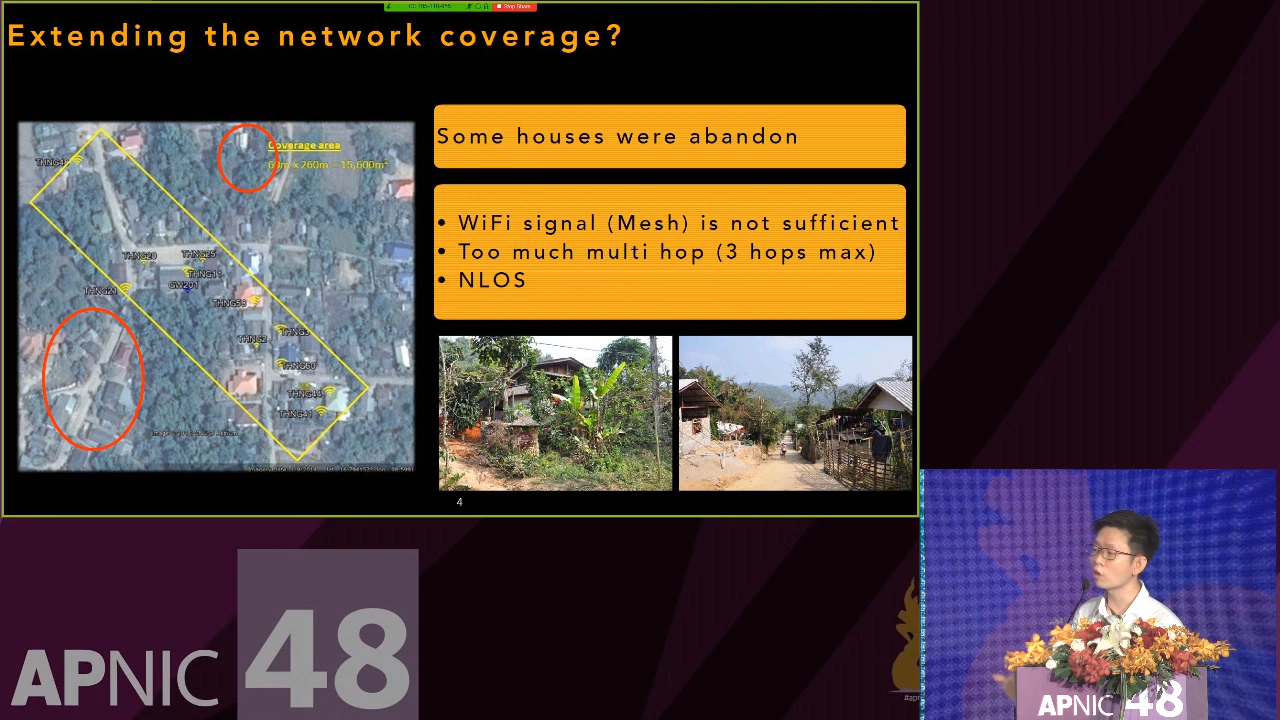 Stop Share
Extending the network coverage?
Coverage area
60m x 260m = 15,600m²
THNG20
THNG25
THNG11
GW201
THNG21
THNG58
THNG3
THNG2
THNG60
THNG44
THNG41
Some houses were abandon
• WiFi signal (Mesh) is not sufficient
• Too much multi hop (3 hops max)
• NLOS
4
APNIC 48
APNIC 48